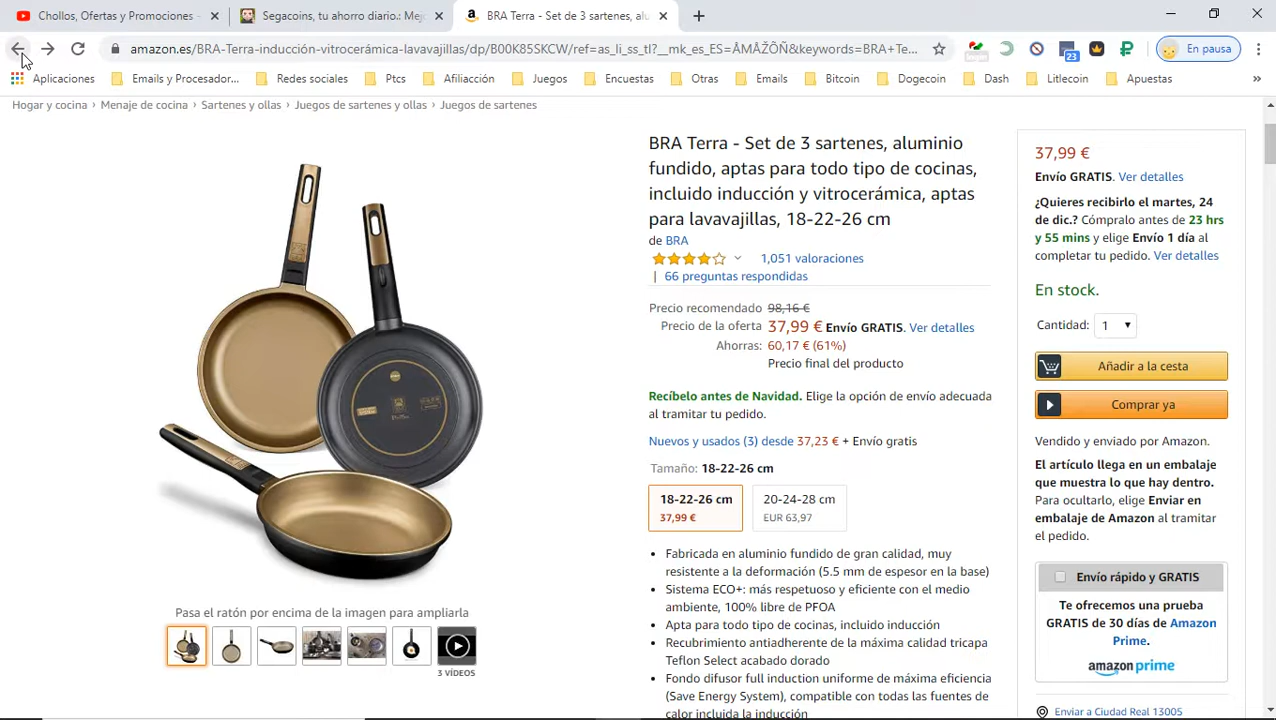 Chollos, Ofertas y Promociones -
Segacoins, tu ahorro diario.: Mej
BRA Terra - Set de 3 sartenes, alu
amazon.es/BRA-Terra-inducción-vitrocerámica-lavavajillas/dp/B00K85SKCW/ref=as_li_ss_tl?__mk_es_ES=ÅMÅŽÕÑ&keywords=BRA+Te...
23
En pausa
Aplicaciones
Emails y Procesador...
Redes sociales
Ptcs
Afiliacción
Juegos
Encuestas
Otras
Emails
Bitcoin
Dogecoin
Dash
Litlecoin
Apuestas
»
Hogar y cocina › Menaje de cocina › Sartenes y ollas › Juegos de sartenes y ollas › Juegos de sartenes
BRA Terra - Set de 3 sartenes, aluminio
fundido, aptas para todo tipo de cocinas,
incluido inducción y vitrocerámica, aptas
para lavavajillas, 18-22-26 cm
de BRA
1,051 valoraciones
| 66 preguntas respondidas
Precio recomendado 98,16 €
Precio de la oferta 37,99 € Envío GRATIS. Ver detalles
Ahorras: 60,17 € (61%)
Precio final del producto
Recíbelo antes de Navidad. Elige la opción de envío adecuada
al tramitar tu pedido.
Nuevos y usados (3) desde 37,23 € + Envío gratis
Tamaño: 18-22-26 cm
18-22-26 cm
37,99 €
20-24-28 cm
EUR 63,97
• Fabricada en aluminio fundido de gran calidad, muy
resistente a la deformación (5.5 mm de espesor en la base)
• Sistema ECO+: más respetuoso y eficiente con el medio
ambiente, 100% libre de PFOA
• Apta para todo tipo de cocinas, incluido inducción
• Recubrimiento antiadherente de la máxima calidad tricapa
Teflon Select acabado dorado
• Fondo difusor full induction uniforme de máxima eficiencia
(Save Energy System), compatible con todas las fuentes de
calor incluida la inducción
Pasa el ratón por encima de la imagen para ampliarla
3 VÍDEOS
37,99 €
Envío GRATIS. Ver detalles
¿Quieres recibirlo el martes, 24
de dic.? Cómpralo antes de 23 hrs
y 55 mins y elige Envío 1 día al
completar tu pedido. Ver detalles
En stock.
Cantidad: 1
Añadir a la cesta
Comprar ya
Vendido y enviado por Amazon.
El artículo llega en un embalaje
que muestra lo que hay dentro.
Para ocultarlo, elige Enviar en
embalaje de Amazon al tramitar
el pedido.
Envío rápido y GRATIS
Te ofrecemos una prueba
GRATIS de 30 días de Amazon
Prime.
amazon prime
Enviar a Ciudad Real 13005